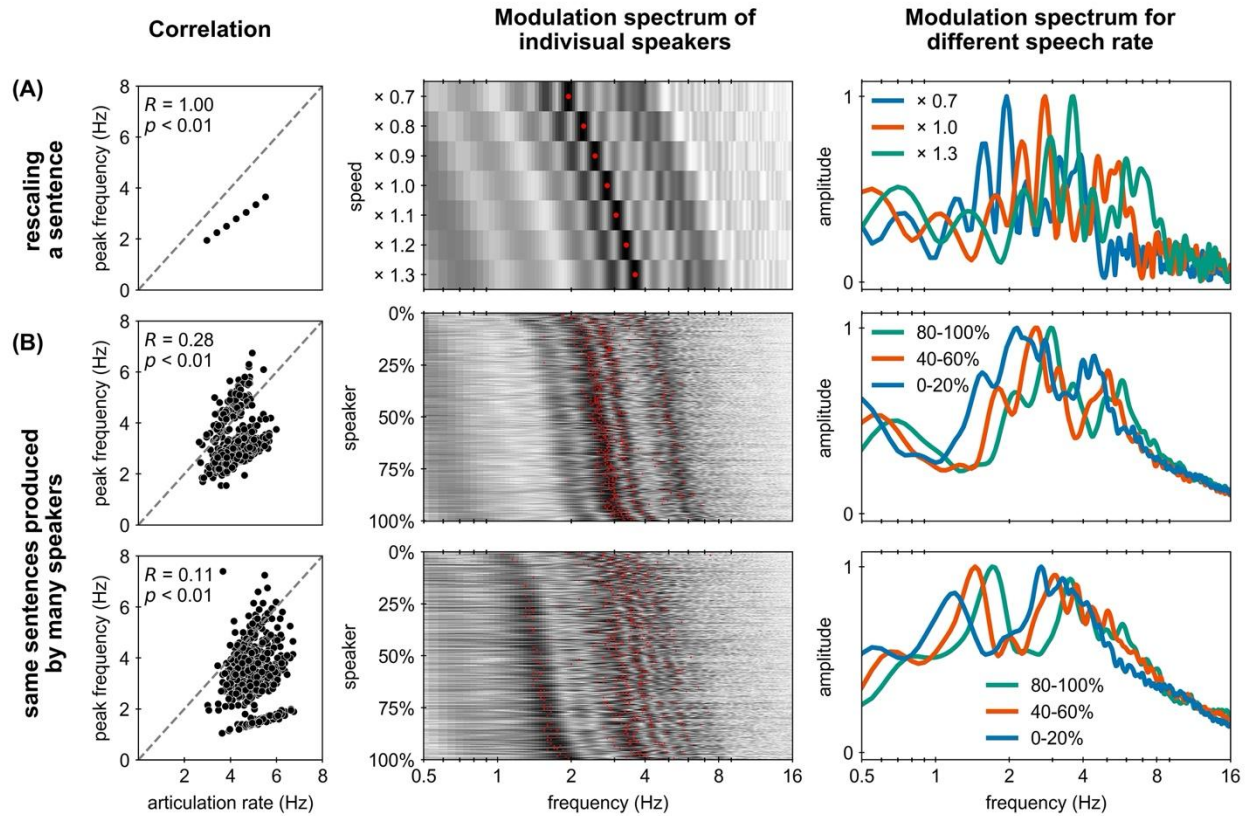 Correlation
Modulation spectrum of
indivisual speakers
Modulation spectrum for
different speech rate
(A)
rescaling
a sentence
peak frequency (Hz)
8
6
4
2
0
R = 1.00
p < 0.01
speed
× 0.7
× 0.8
× 0.9
× 1.0
× 1.1
× 1.2
× 1.3
0.5 1 2 4 8 16
amplitude
1
0
× 0.7
× 1.0
× 1.3
(B)
same sentences produced
by many speakers
peak frequency (Hz)
8
6
4
2
0
R = 0.28
p < 0.01
speaker
0%
25%
50%
75%
100%
amplitude
1
0
80-100%
40-60%
0-20%
peak frequency (Hz)
8
6
4
2
0
R = 0.11
p < 0.01
2 4 6 8
articulation rate (Hz)
speaker
0%
25%
50%
75%
100%
0.5 1 2 4 8 16
frequency (Hz)
amplitude
1
0
80-100%
40-60%
0-20%
0.5 1 2 4 8 16
frequency (Hz)